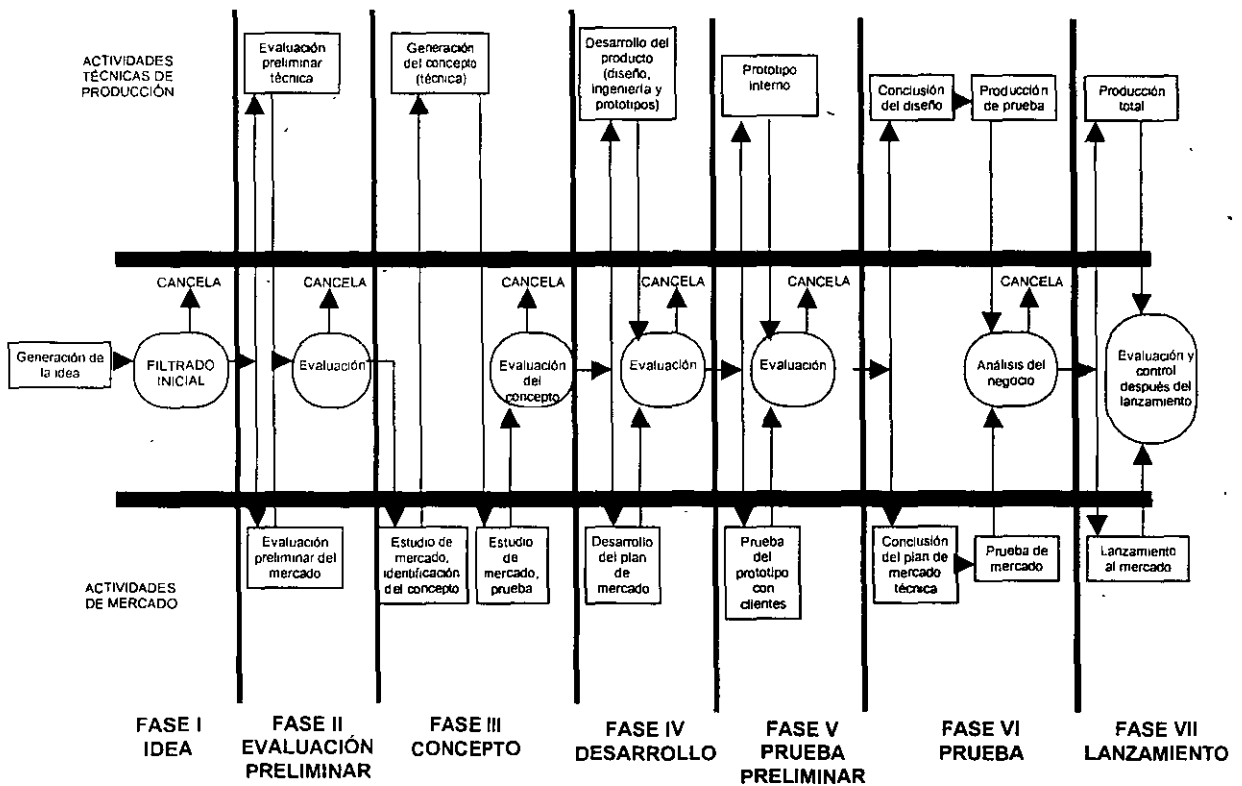 ACTIVIDADES
TÉCNICAS DE
PRODUCCIÓN
Evaluación
preliminar
técnica
Generación
del concepto
(técnica)
Desarrollo del
producto
(diseño,
ingeniería y
prototipos)
Prototipo
interno
Conclusión
del diseño
Producción
de prueba
Producción
total
CANCELA
CANCELA
CANCELA
CANCELA
CANCELA
CANCELA
Generación de
la idea
FILTRADO
INICIAL
Evaluación
Evaluación
del
concepto
Evaluación
Evaluación
Análisis del
negocio
Evaluación y
control
después del
lanzamiento
ACTIVIDADES
DE MERCADO
Evaluación
preliminar del
mercado
Estudio de
mercado,
identificación
del concepto
Estudio
de
mercado,
prueba
Desarrollo
del plan
de
mercado
Prueba
del
prototipo
con
clientes
Conclusión
del plan de
mercado
técnica
Prueba de
mercado
Lanzamiento
al mercado
FASE I
IDEA
FASE II
EVALUACIÓN
PRELIMINAR
FASE III
CONCEPTO
FASE IV
DESARROLLO
FASE V
PRUEBA
PRELIMINAR
FASE VI
PRUEBA
FASE VII
LANZAMIENTO